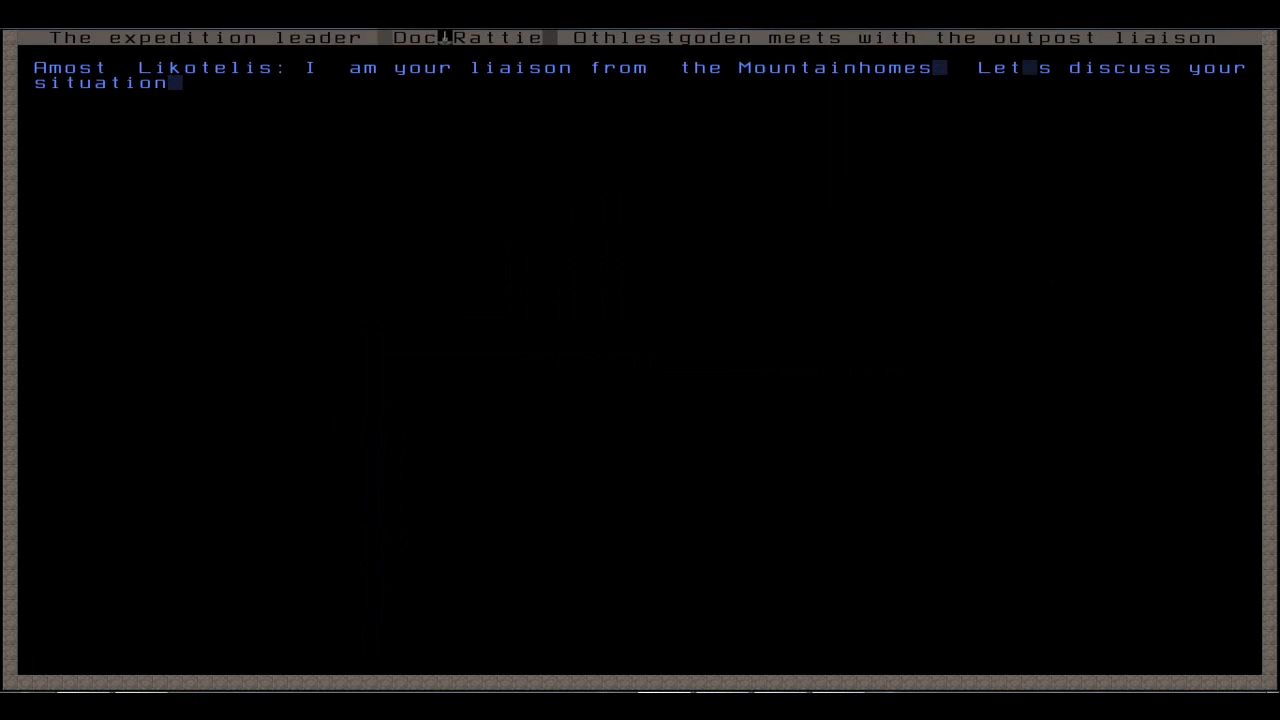 The expedition leader Doc Rattie Othlestgoden meets with the outpost liaison
Amost Likotelis: I am your liaison from the Mountainhomes Let s discuss your
situation